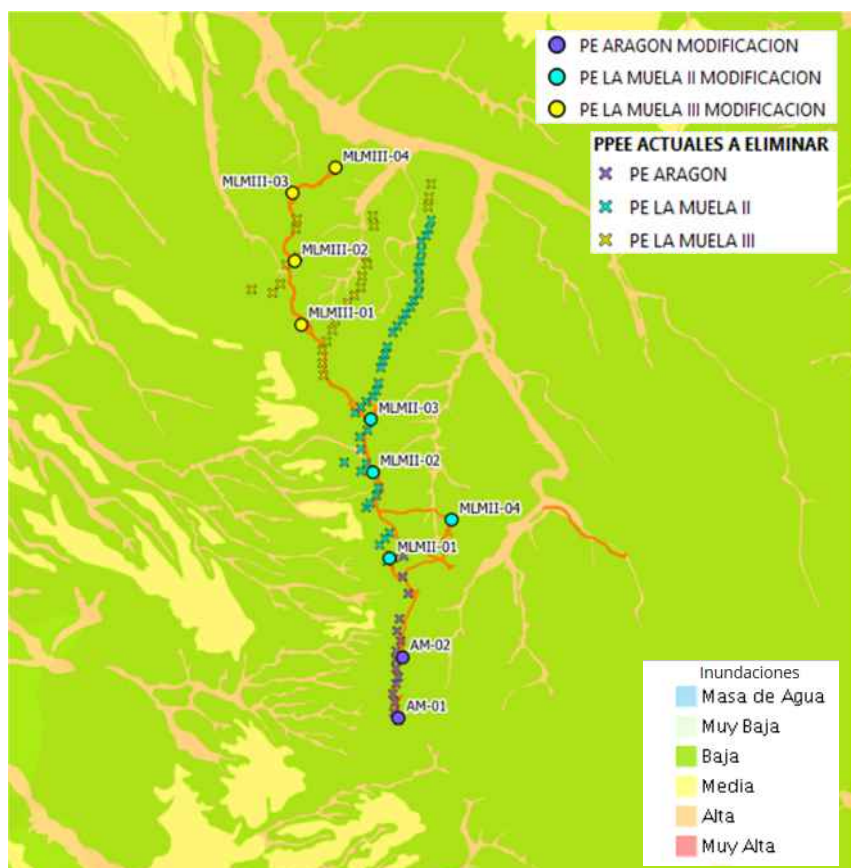 PE ARAGON MODIFICACION
PE LA MUELA II MODIFICACION
PE LA MUELA III MODIFICACION
PPEE ACTUALES A ELIMINAR
PE ARAGON
PE LA MUELA II
PE LA MUELA III
MLMIII-04
MLMIII-03
MLMIII-02
MLMIII-01
MLMII-03
MLMII-02
MLMII-04
MLMII-01
AM-02
AM-01
Inundaciones
Masa de Agua
Muy Baja
Baja
Media
Alta
Muy Alta